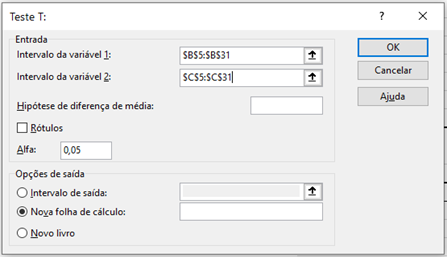 Teste T:
? ×
Entrada
Intervalo da variável 1: $B$5:$B$31
Intervalo da variável 2: $C$5:$C$31
Hipótese de diferença de média:
Rótulos
Alfa: 0,05
Opções de saída
Intervalo de saída:
Nova folha de cálculo:
Novo livro
OK
Cancelar
Ajuda